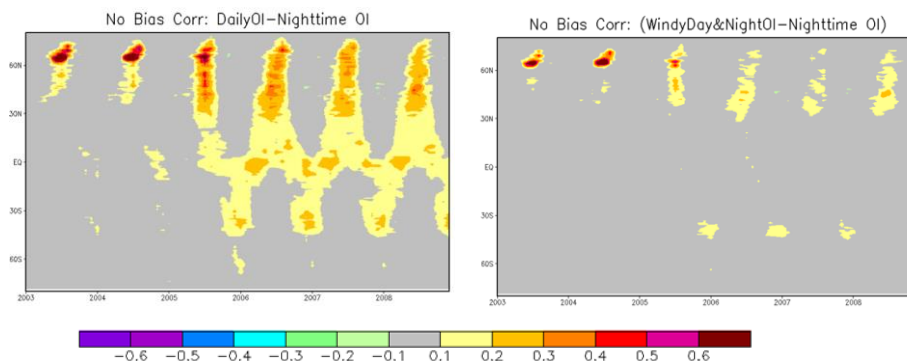 No Bias Corr: DailyOI-Nighttime OI
60N
30N
EQ
30S
60S
2003 2004 2005 2006 2007 2008
No Bias Corr: (WindyDay&NightOI-Nighttime OI)
60N
30N
EQ
30S
60S
2003 2004 2005 2006 2007 2008
-0.6 -0.5 -0.4 -0.3 -0.2 -0.1 0.1 0.2 0.3 0.4 0.5 0.6